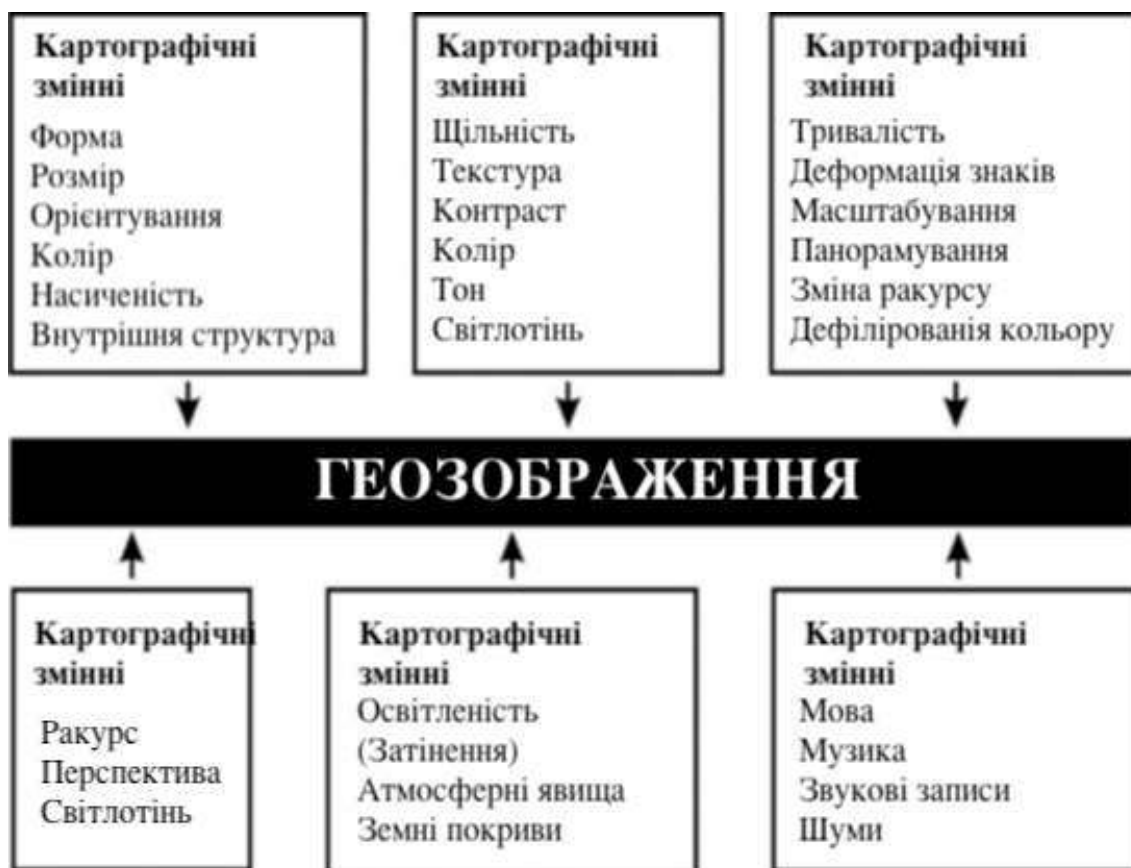 Картографічні
змінні
Форма
Розмір
Орієнтування
Колір
Насиченість
Внутрішня структура
Картографічні
змінні
Щільність
Текстура
Контраст
Колір
Тон
Світлотінь
Картографічні
змінні
Тривалість
Деформація знаків
Масштабування
Панорамування
Зміна ракурсу
Дефілірованія кольору
ГЕОЗОБРАЖЕННЯ
Картографічні
змінні
Ракурс
Перспектива
Світлотінь
Картографічні
змінні
Освітленість
(Затінення)
Атмосферні явища
Земні покриви
Картографічні
змінні
Мова
Музика
Звукові записи
Шуми